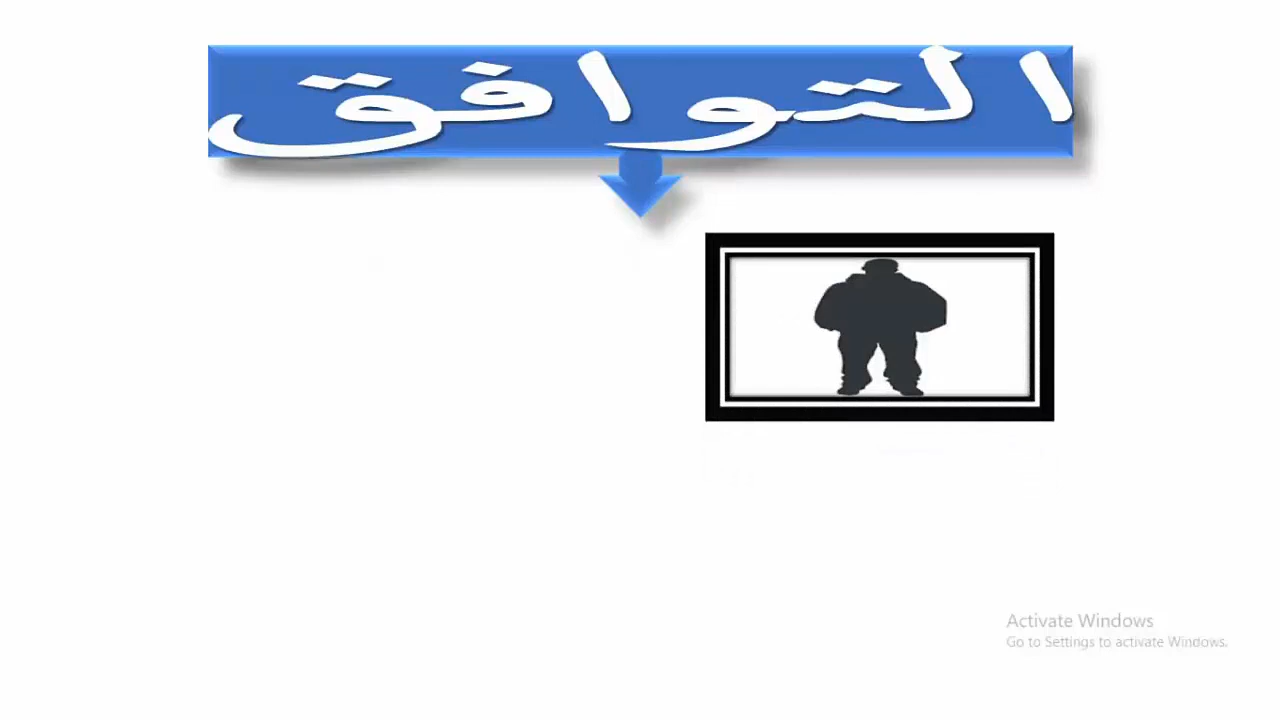 التوافق
Activate Windows
Go to Settings to activate Windows.